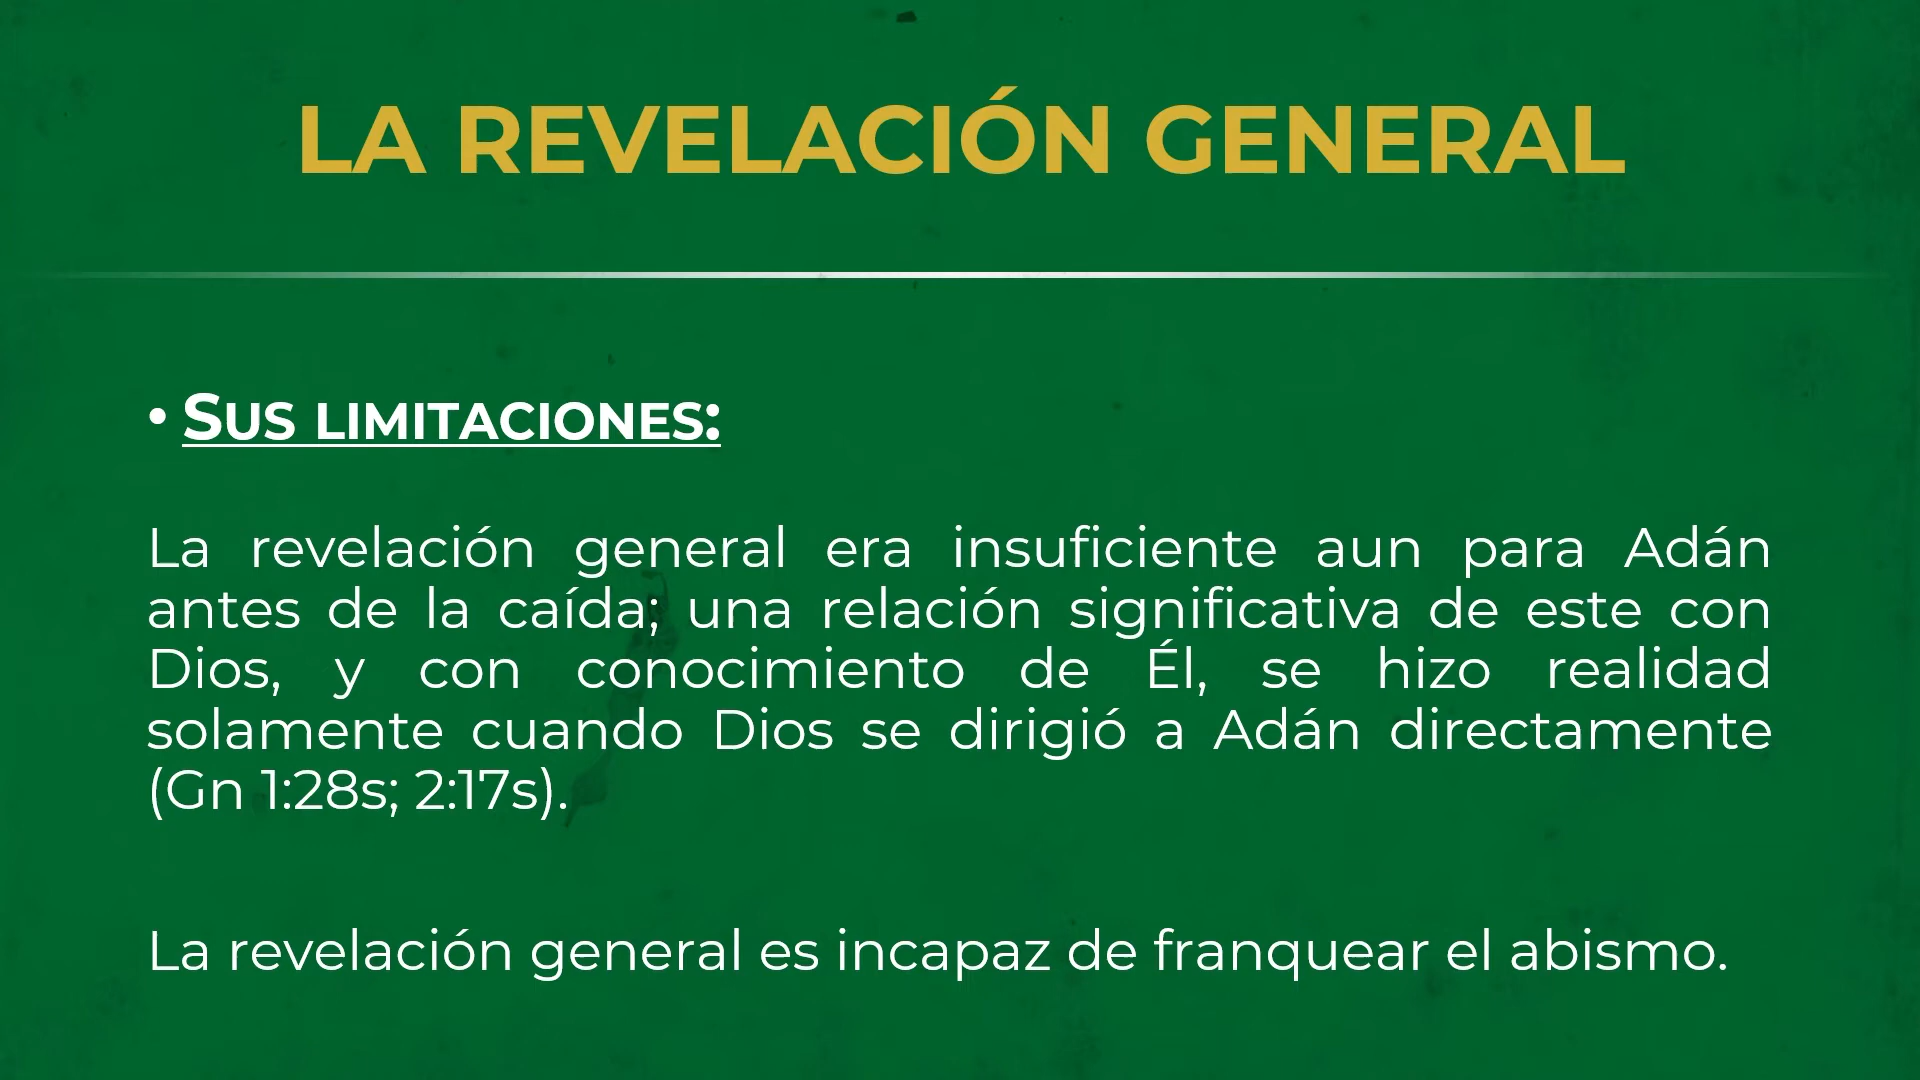 LA REVELACIÓN GENERAL
• SUS LIMITACIONES:
La revelación general era insuficiente aun para Adán
antes de la caída; una relación significativa de este con
Dios, y con conocimiento de Él, se hizo realidad
solamente cuando Dios se dirigió a Adán directamente
(Gn 1:28s; 2:17s).
La revelación general es incapaz de franquear el abismo.